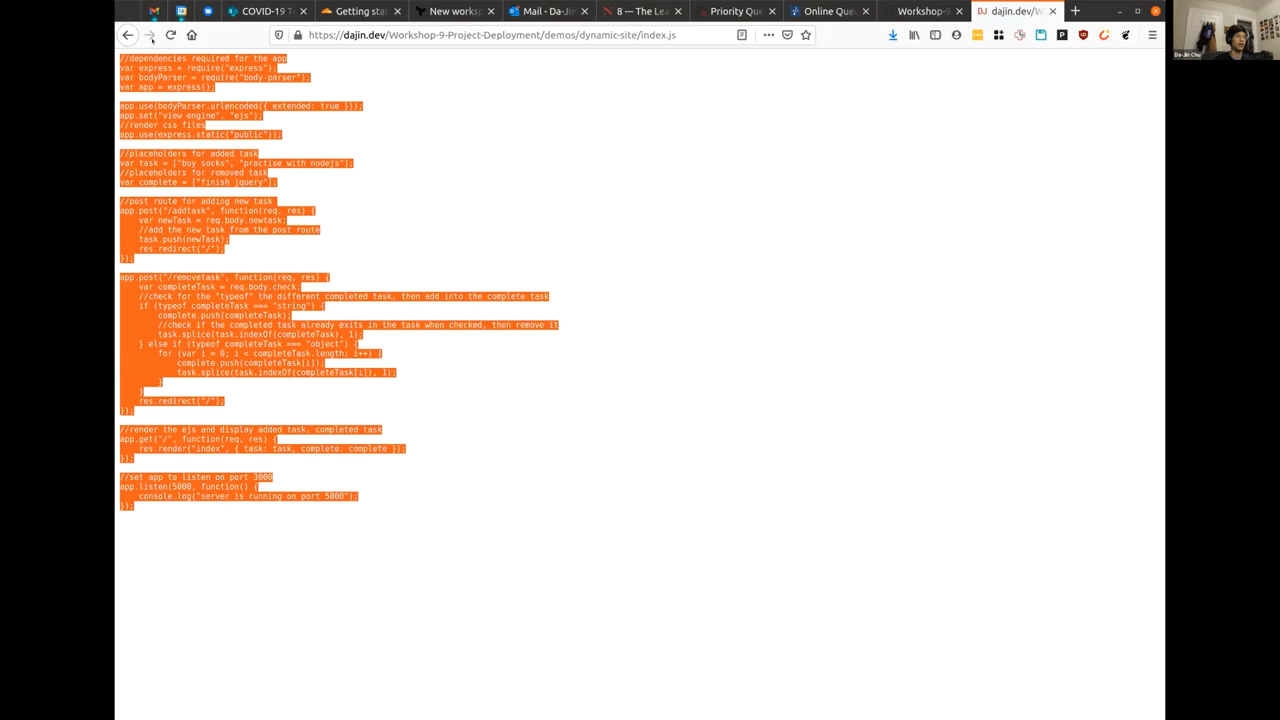 COVID-19 T
Getting sta
New works
Mail - Da-Jin
8 — The Lea
Priority Que
Online Que
Workshop-
DJ dajin.dev/W
https://dajin.dev/Workshop-9-Project-Deployment/demos/dynamic-site/index.js
Da-Jin Chu
//dependencies required for the app
var express = require("express");
var bodyParser = require("body-parser");
var app = express();
app.use(bodyParser.urlencoded({ extended: true }));
app.set("view engine", "ejs");
//render css files
app.use(express.static("public"));
//placeholders for added task
var task = ["buy socks", "practise with nodejs"];
//placeholders for removed task
var complete = ["finish jquery"];
//post route for adding new task
app.post("/addtask", function(req, res) {
var newTask = req.body.newtask;
//add the new task from the post route
task.push(newTask);
res.redirect("/");
});
app.post("/removetask", function(req, res) {
var completeTask = req.body.check;
//check for the "typeof" the different completed task, then add into the complete task
if (typeof completeTask === "string") {
complete.push(completeTask);
//check if the completed task already exits in the task when checked, then remove it
task.splice(task.indexOf(completeTask), 1);
} else if (typeof completeTask === "object") {
for (var i = 0; i < completeTask.length; i++) {
complete.push(completeTask[i]);
task.splice(task.indexOf(completeTask[i]), 1);
}
}
res.redirect("/");
});
//render the ejs and display added task, completed task
app.get("/", function(req, res) {
res.render("index", { task: task, complete: complete });
});
//set app to listen on port 3000
app.listen(5000, function() {
console.log("server is running on port 5000");
});